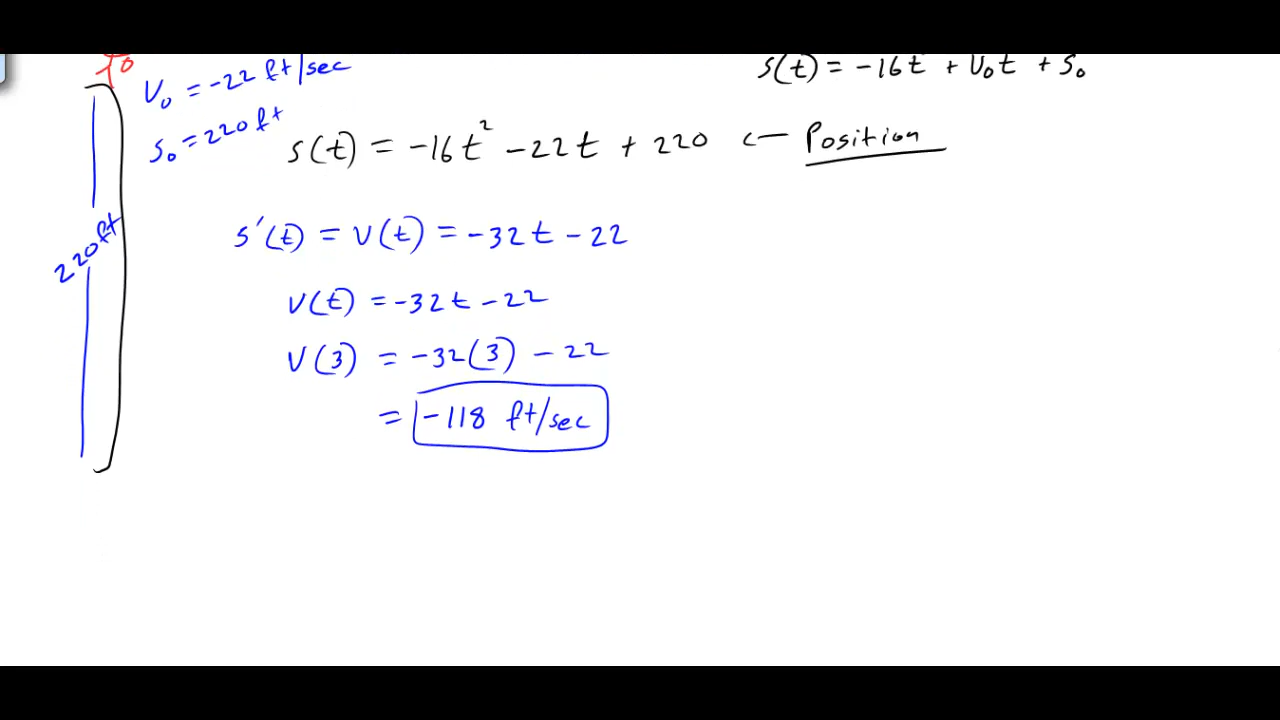 V₀ = -22 ft/sec
s(t) = -16t + V₀t + S₀
S₀ = 220 ft
s(t) = -16t² - 22t + 220 ← Position
220 ft
s'(t) = v(t) = -32t - 22
v(t) = -32t - 22
v(3) = -32(3) - 22
= -118 ft/sec